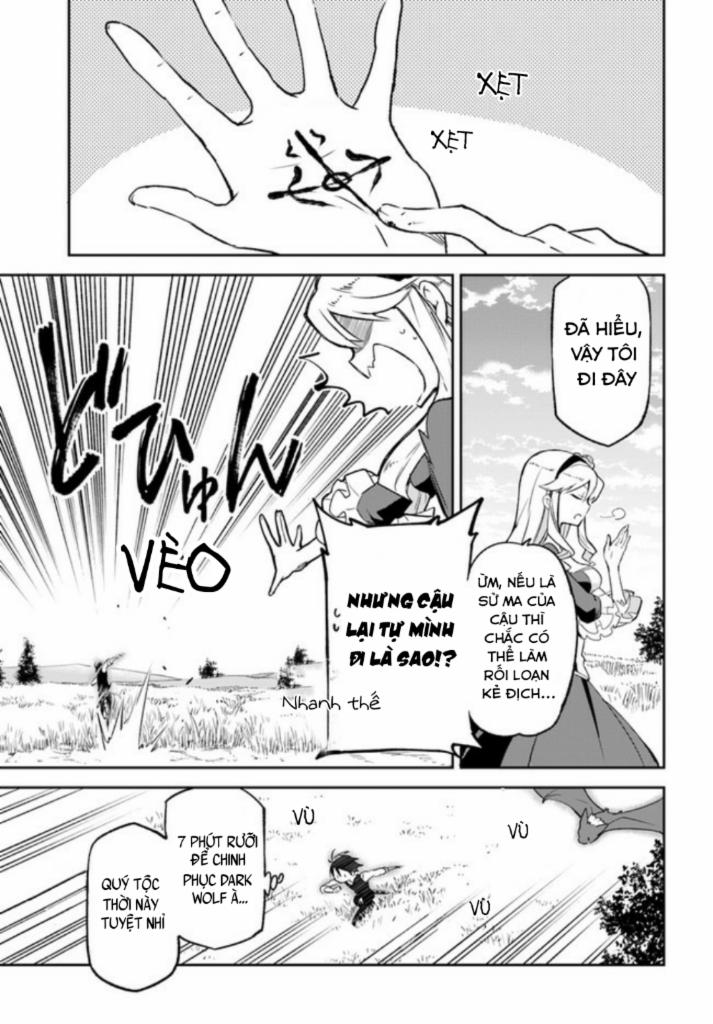 XẸT
XẸT
ĐÃ HIỂU,
VẬY TÔI
ĐI ĐÂY
ỪM, NẾU LÀ
SỬ MA CỦA
CẬU THÌ
CHẮC CÓ
THỂ LÀM
RỐI LOẠN
KẺ ĐỊCH...
NHƯNG CẬU
LẠI TỰ MÌNH
ĐI LÀ SAO!?
Nhanh thế
どひゅん
VÈO
VÙ
VÙ
VÙ
7 PHÚT RƯỠI
ĐỂ CHINH
PHỤC DARK
WOLF À...
QUÝ TỘC
THỜI NÀY
TUYỆT NHỈ